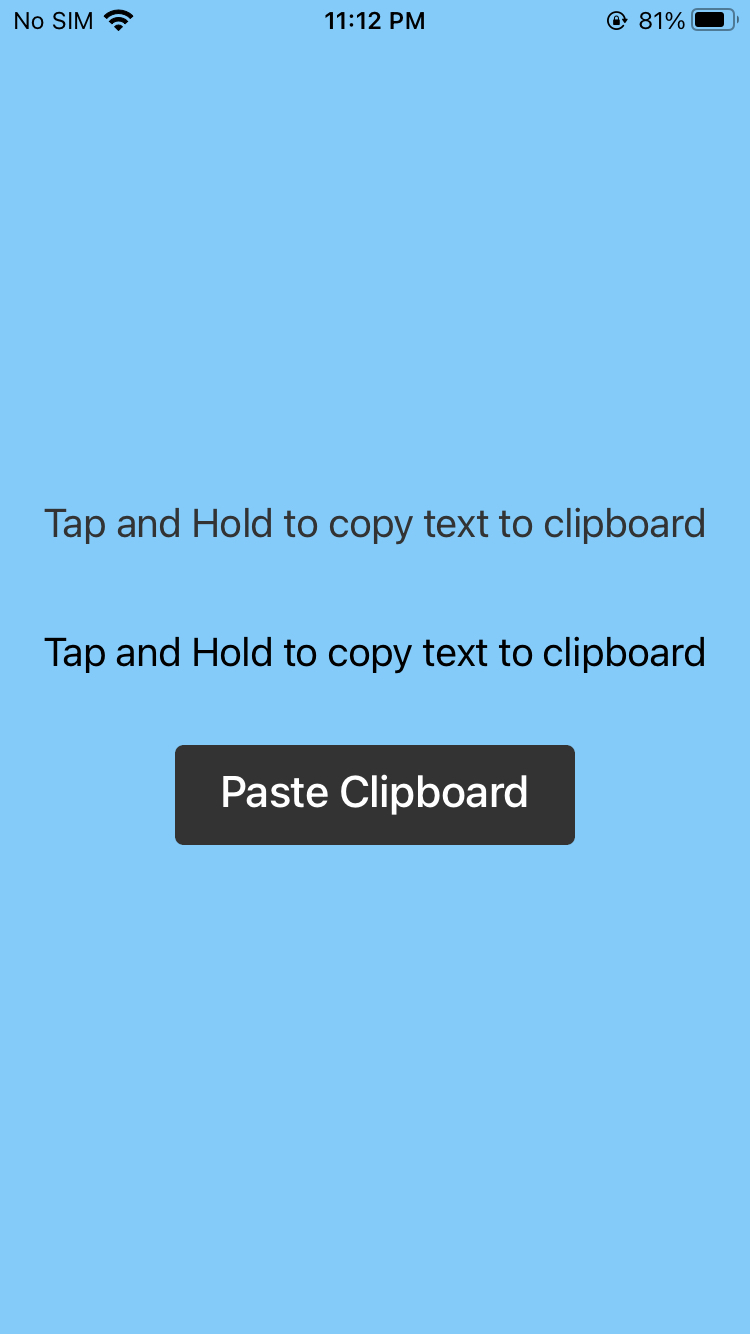 No SIM 11:12 PM 81%
Tap and Hold to copy text to clipboard
Tap and Hold to copy text to clipboard
Paste Clipboard